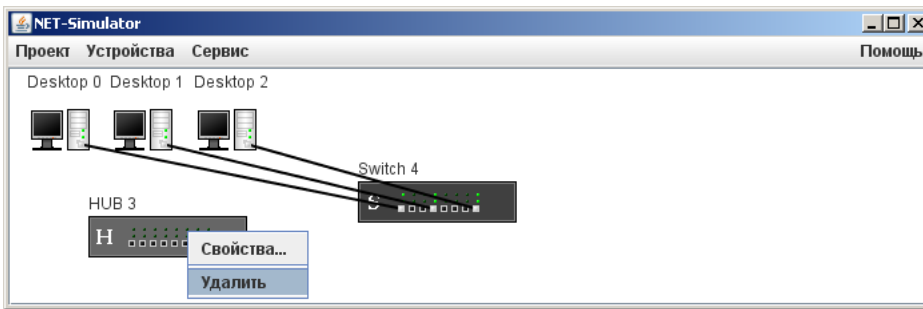 NET-Simulator
Проект Устройства Сервис Помощь
Desktop 0 Desktop 1 Desktop 2
Switch 4
S
HUB 3
H
Свойства...
Удалить